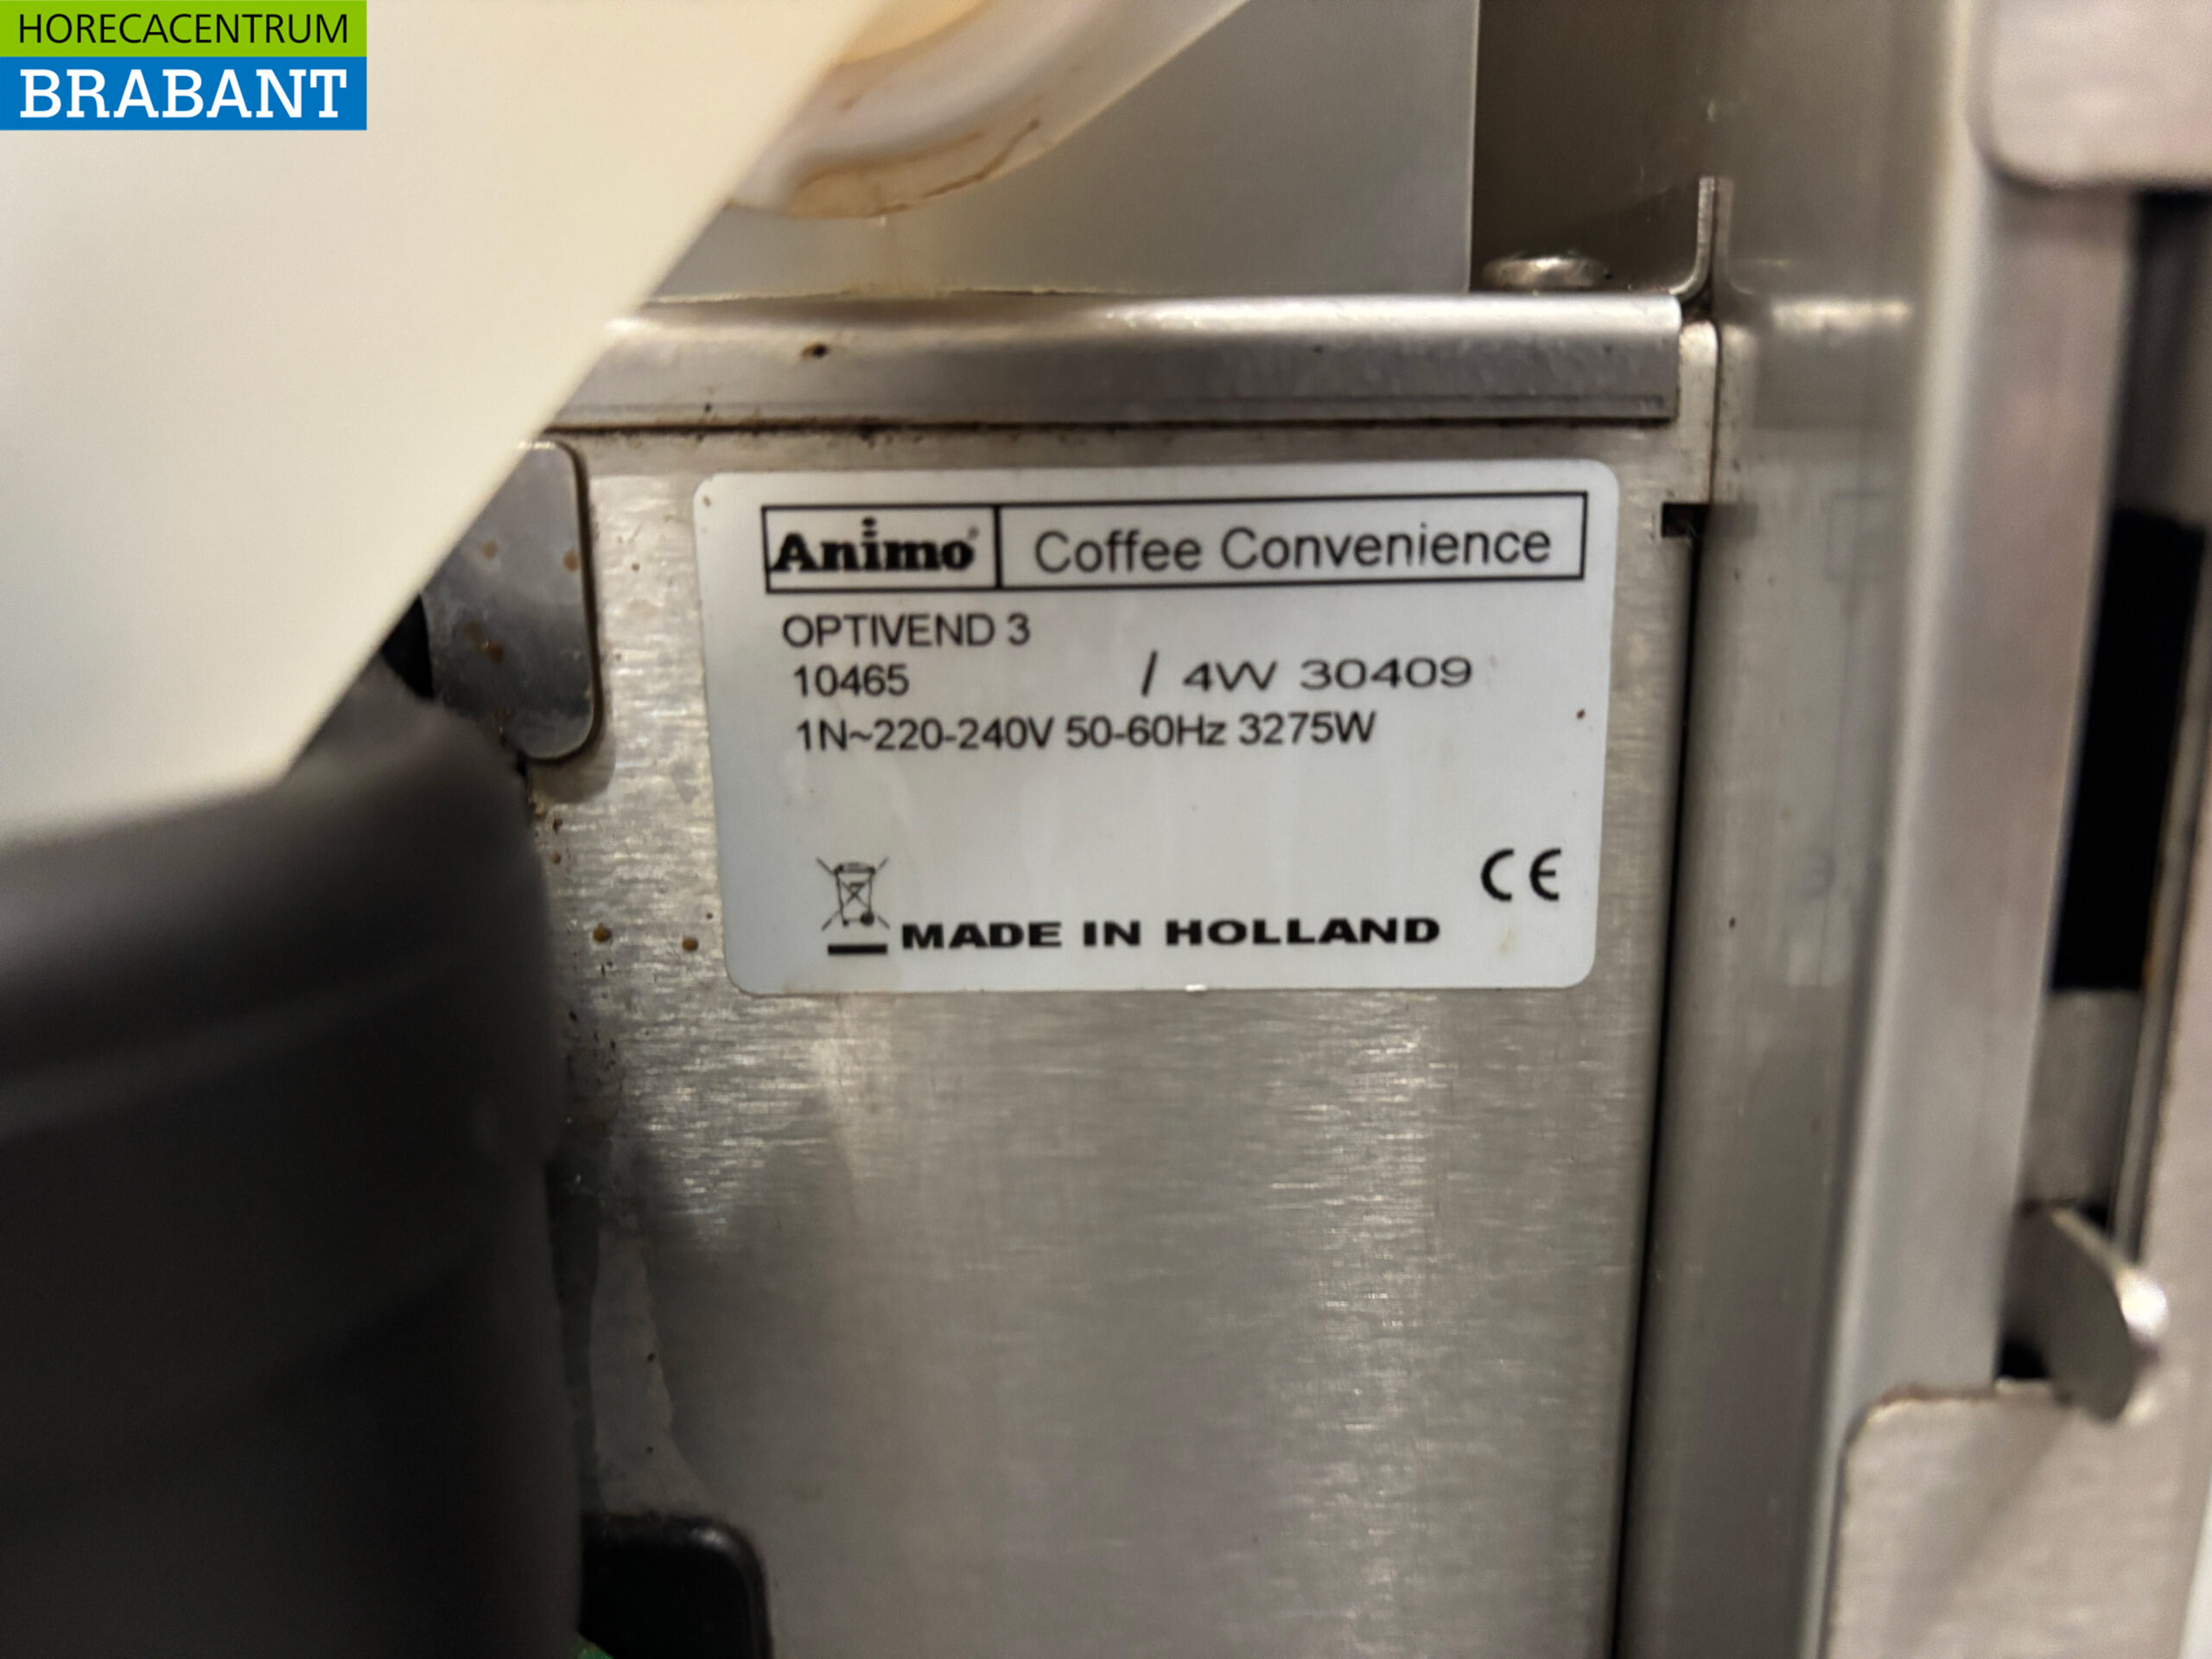 HORECACENTRUM
BRABANT
Animo® Coffee Convenience
OPTIVEND 3
10465 / 4W 30409
1N~220-240V 50-60Hz 3275W
CE
MADE IN HOLLAND